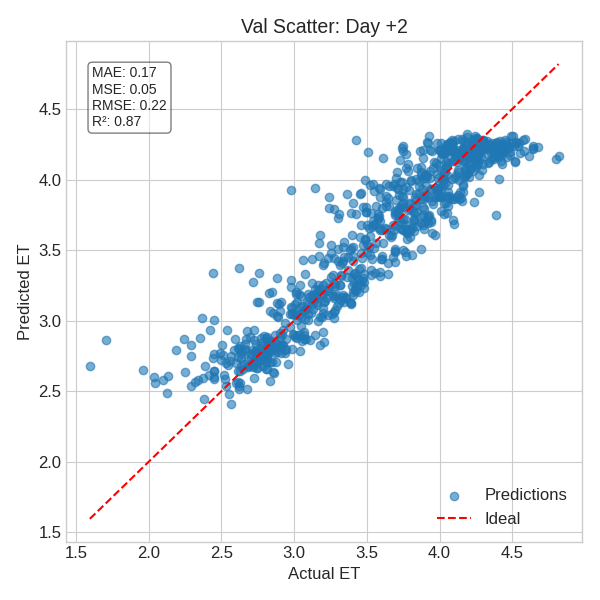 Val Scatter: Day +2
MAE: 0.17
MSE: 0.05
RMSE: 0.22
R²: 0.87
4.5
4.0
3.5
3.0
2.5
2.0
1.5
Predicted ET
Predictions
Ideal
1.5 2.0 2.5 3.0 3.5 4.0 4.5
Actual ET